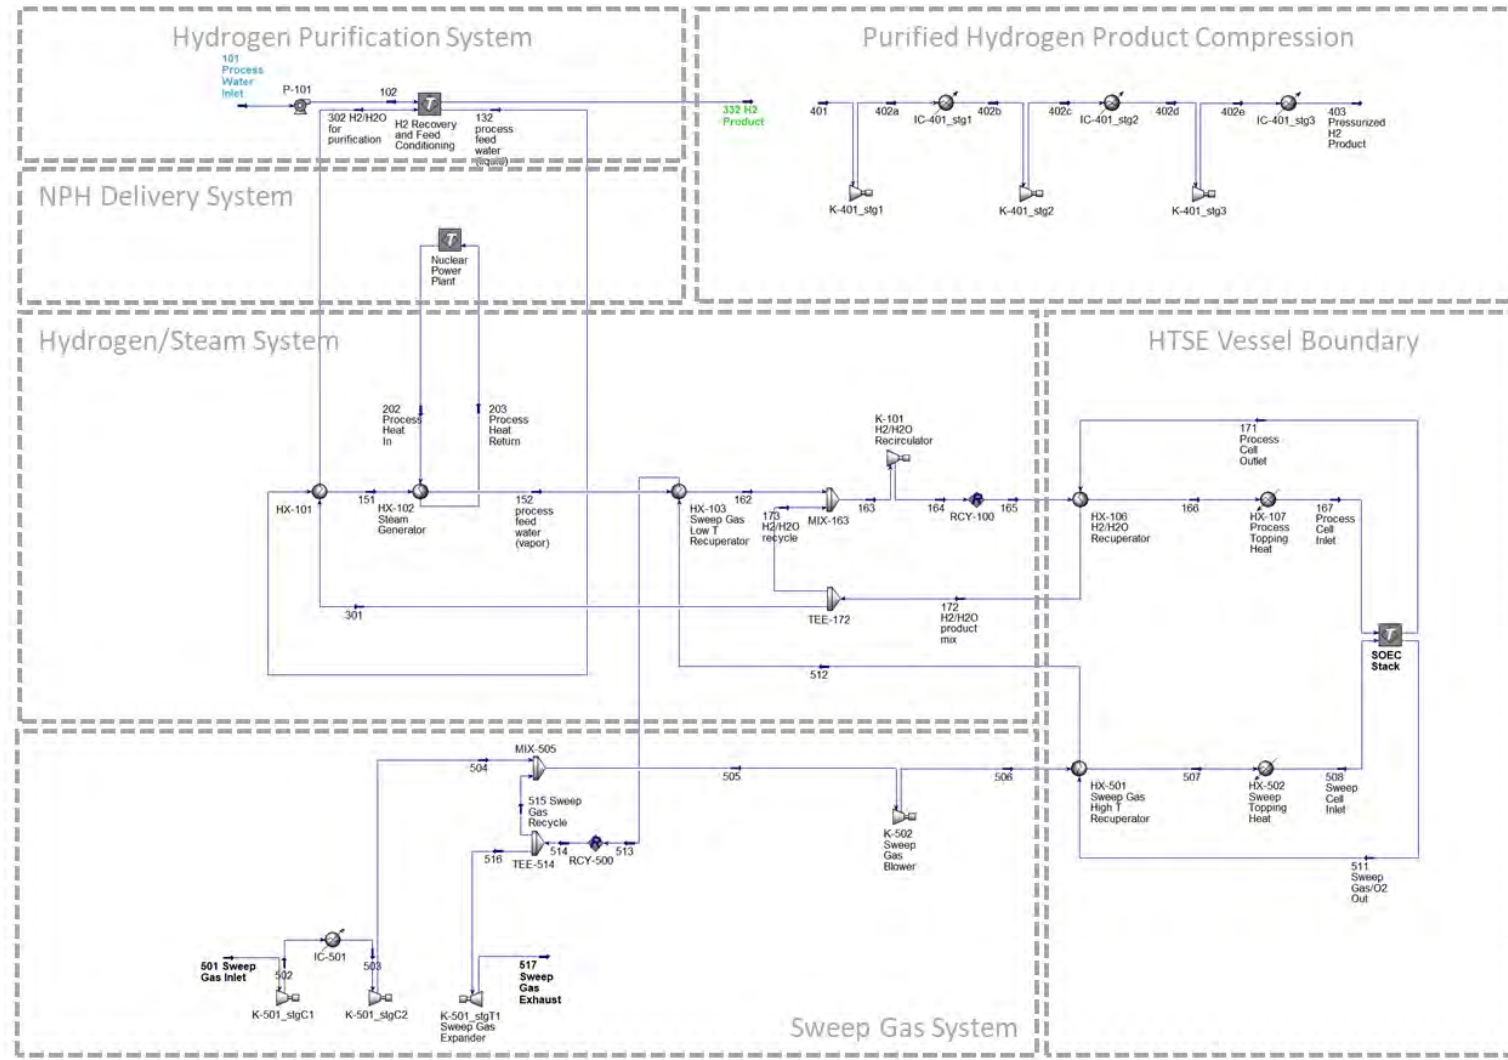 Hydrogen Purification System
101
Process
Water
Inlet
P-101
102
302 H2/H2O
for
purification
H2 Recovery
and Feed
Conditioning
132
process
feed
water
(liquid)
332 H2
Product
Purified Hydrogen Product Compression
401
402a
IC-401_stg1
402b
402c
IC-401_stg2
402d
402e
IC-401_stg3
403
Pressurized
H2
Product
K-401_stg1
K-401_stg2
K-401_stg3
NPH Delivery System
Nuclear
Power
Plant
Hydrogen/Steam System
202
Process
Heat
In
203
Process
Heat
Return
HX-101
151
HX-102
Steam
Generator
152
process
feed
water
(vapor)
HX-103
Sweep Gas
Low T
Recuperator
162
173
H2/H2O
recycle
MIX-163
163
K-101
H2/H2O
Recirculator
164
RCY-100
165
301
TEE-172
172
H2/H2O
product
mix
512
HTSE Vessel Boundary
171
Process
Cell
Outlet
HX-106
H2/H2O
Recuperator
166
HX-107
Process
Topping
Heat
167
Process
Cell
Inlet
SOEC
Stack
HX-501
Sweep Gas
High T
Recuperator
507
HX-502
Sweep
Topping
Heat
508
Sweep
Cell
Inlet
511
Sweep
Gas/O2
Out
504
MIX-505
505
506
515 Sweep
Gas
Recycle
516
TEE-514
514
RCY-500
513
K-502
Sweep
Gas
Blower
501 Sweep
Gas Inlet
502
IC-501
503
K-501_stgC1
K-501_stgC2
K-501_stgT1
Sweep Gas
Expander
517
Sweep
Gas
Exhaust
Sweep Gas System